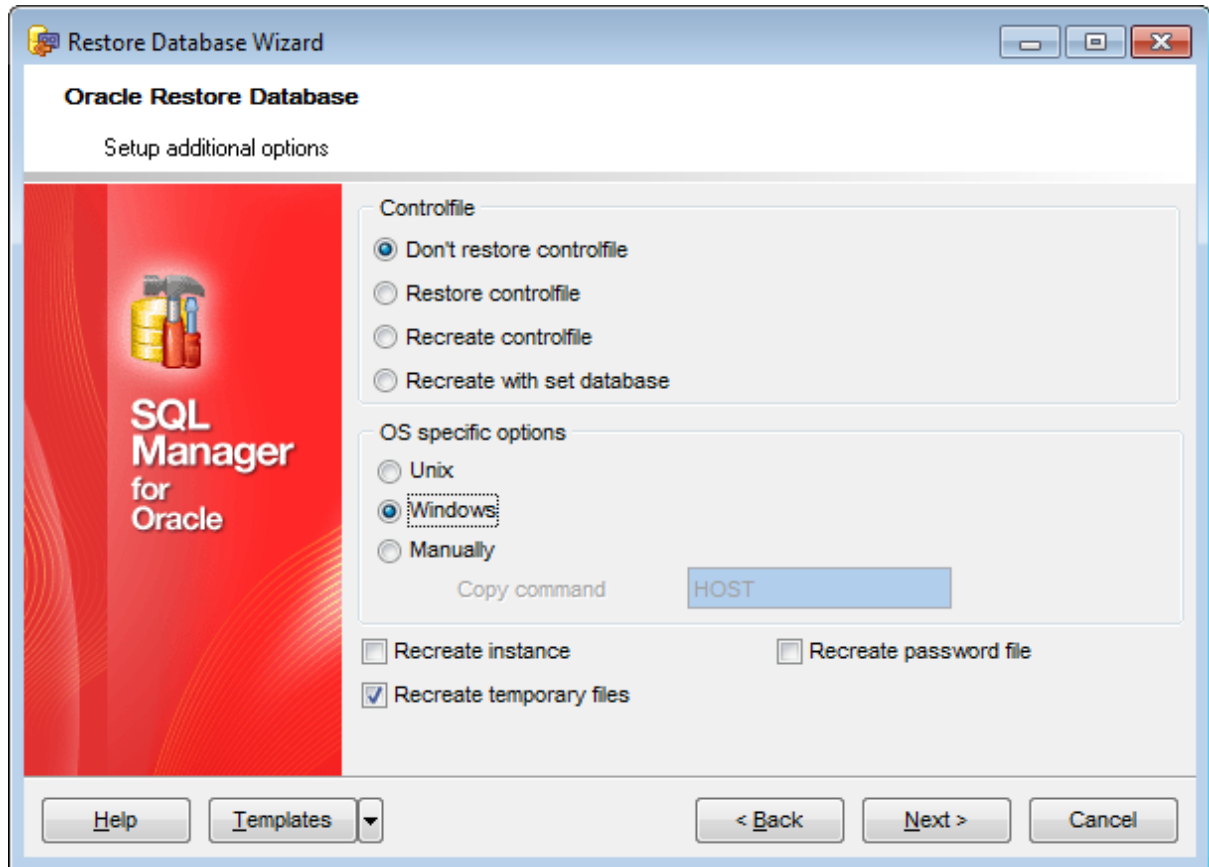 Restore Database Wizard
Oracle Restore Database
Setup additional options
SQL
Manager
for
Oracle
Controlfile
Don't restore controlfile
Restore controlfile
Recreate controlfile
Recreate with set database
OS specific options
Unix
Windows
Manually
Copy command HOST
Recreate instance Recreate password file
Recreate temporary files
Help Templates < Back Next > Cancel